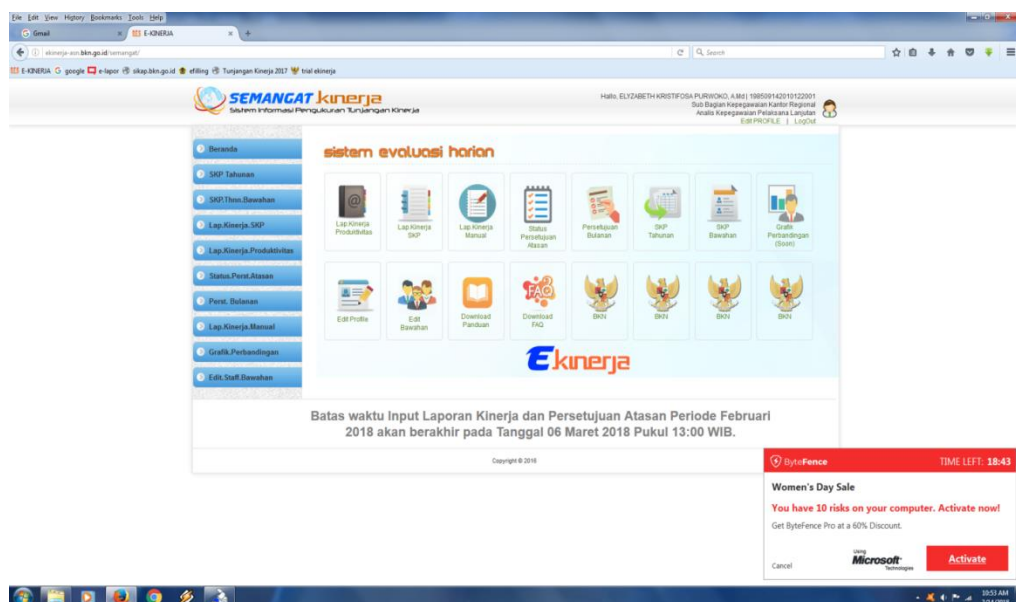 File Edit View History Bookmarks Tools Help
Gmail
E-KINERJA
ekinerja-asn.bkn.go.id/semangat/
Search
E-KINERJA google e-lapor sikap.bkn.go.id efilling Tunjangan Kinerja 2017 trial ekinerja
SEMANGAT kinerja
Sistem Informasi Pengukuran Tunjangan Kinerja
Hallo, ELYZABETH KRISTIFOSA PURWOKO, A.Md| 199509142010122001
Sub Bagian Kepegawaian Kantor Regional
Analis Kepegawaian Pelaksana Lanjutan
Edit PROFILE | LogOut
Beranda
SKP Tahunan
SKP.Thnn.Bawahan
Lap.Kinerja.SKP
Lap.Kinerja.Produktivitas
Status.Perst.Atasan
Perst. Bulanan
Lap.Kinerja.Manual
Grafik.Perbandingan
Edit.Staff.Bawahan
sistem evaluasi harian
Lap.Kinerja
Produktivitas
Lap.Kinerja
SKP
Lap.Kinerja
Manual
Status
Persetujuan
Atasan
Persetujuan
Bulanan
SKP
Tahunan
SKP
Bawahan
Grafik
Perbandingan
(Soon)
Edit Profile
Edit
Bawahan
Download
Panduan
FAQ
Download
FAQ
BKN
BKN
BKN
BKN
Ekinerja
Batas waktu Input Laporan Kinerja dan Persetujuan Atasan Periode Februari
2018 akan berakhir pada Tanggal 06 Maret 2018 Pukul 13:00 WIB.
Copyright © 2016
ByteFence
TIME LEFT: 18:43
Women's Day Sale
You have 10 risks on your computer. Activate now!
Get ByteFence Pro at a 60% Discount.
Cancel
Using
Microsoft
Technologies
Activate
10:53 AM